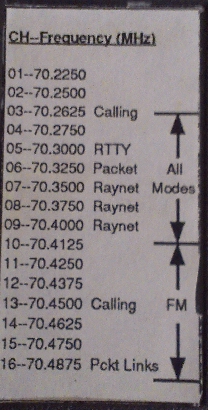 CH--Frequency (MHz)
01--70.2250
02--70.2500
03--70.2625 Calling
04--70.2750
05--70.3000 RTTY All
06--70.3250 Packet
07--70.3500 Raynet Modes
08--70.3750 Raynet
09--70.4000 Raynet
10--70.4125
11--70.4250
12--70.4375
13--70.4500 Calling FM
14--70.4625
15--70.4750
16--70.4875 Pckt Links